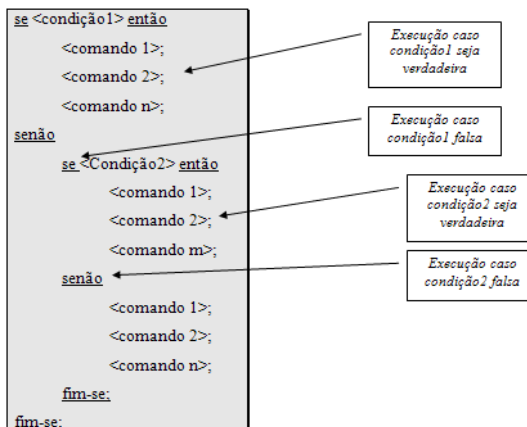 se <condição1> então
<comando 1>;
<comando 2>;
<comando n>;
senão
se <Condição2> então
<comando 1>;
<comando 2>;
<comando m>;
senão
<comando 1>;
<comando 2>;
<comando n>;
fim-se;
fim-se;
Execução caso
condição1 seja
verdadeira
Execução caso
condição1 falsa
Execução caso
condição2 seja
verdadeira
Execução caso
condição2 falsa